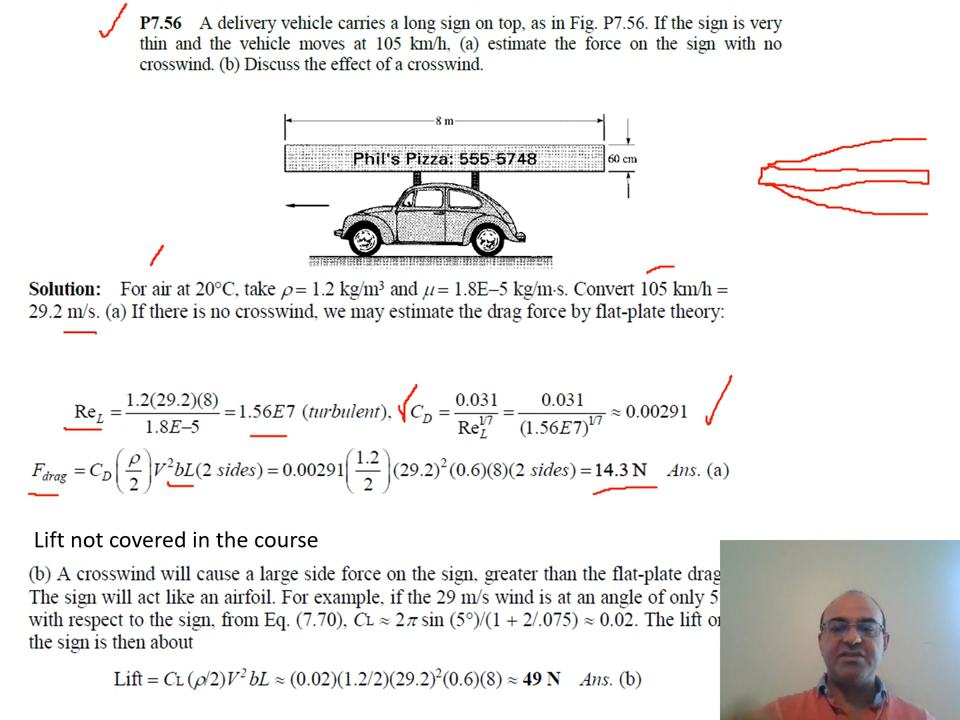 P7.56 A delivery vehicle carries a long sign on top, as in Fig. P7.56. If the sign is very
thin and the vehicle moves at 105 km/h, (a) estimate the force on the sign with no
crosswind. (b) Discuss the effect of a crosswind.
8 m
Phil's Pizza: 555-5748
60 cm
Solution: For air at 20°C, take ρ = 1.2 kg/m³ and μ = 1.8E–5 kg/m·s. Convert 105 km/h =
29.2 m/s. (a) If there is no crosswind, we may estimate the drag force by flat-plate theory:
Re_L = 1.2(29.2)(8)/1.8E–5 = 1.56E7 (turbulent), C_D = 0.031/Re_L^1/7 = 0.031/(1.56E7)^1/7 ≈ 0.00291
F_drag = C_D (ρ/2) V²bL(2 sides) = 0.00291 (1.2/2) (29.2)²(0.6)(8)(2 sides) = 14.3 N Ans. (a)
Lift not covered in the course
(b) A crosswind will cause a large side force on the sign, greater than the flat-plate drag
The sign will act like an airfoil. For example, if the 29 m/s wind is at an angle of only 5
with respect to the sign, from Eq. (7.70), CL ≈ 2π sin (5°)/(1 + 2/.075) ≈ 0.02. The lift
the sign is then about
Lift = CL (ρ/2)V² bL ≈ (0.02)(1.2/2)(29.2)²(0.6)(8) ≈ 49 N Ans. (b)